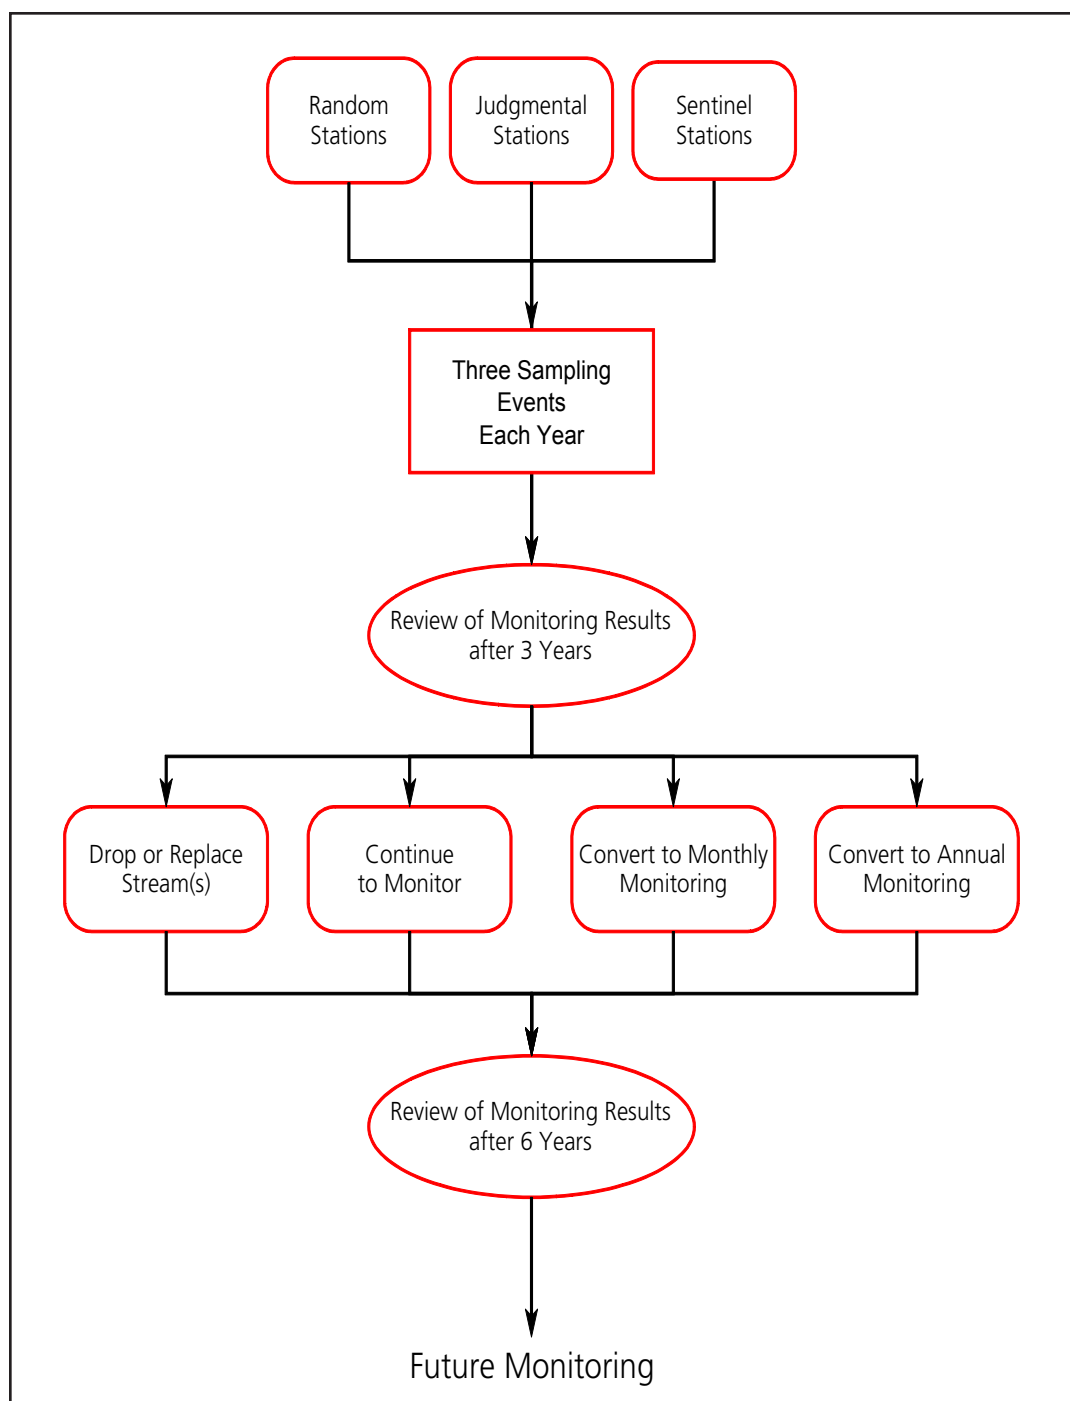 Random
Stations
Judgmental
Stations
Sentinel
Stations
Three Sampling
Events
Each Year
Review of Monitoring Results
after 3 Years
Drop or Replace
Stream(s)
Continue
to Monitor
Convert to Monthly
Monitoring
Convert to Annual
Monitoring
Review of Monitoring Results
after 6 Years
Future Monitoring